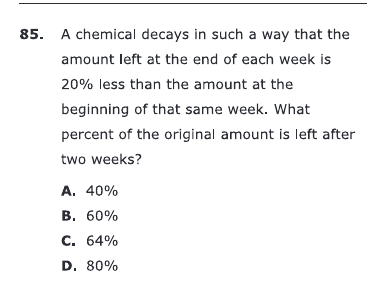 85. A chemical decays in such a way that the
amount left at the end of each week is
20% less than the amount at the
beginning of that same week. What
percent of the original amount is left after
two weeks?
A. 40%
B. 60%
C. 64%
D. 80%